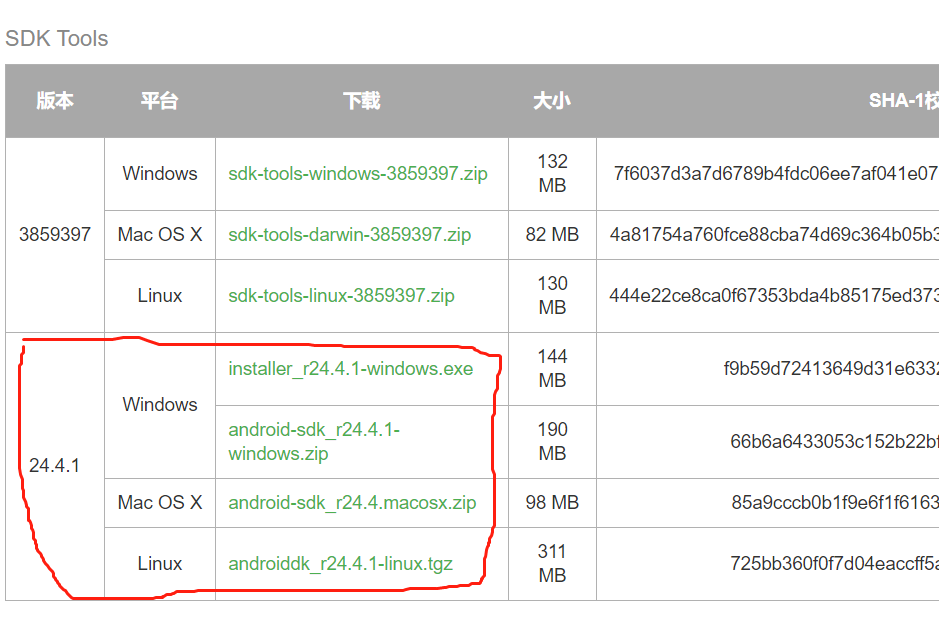 SDK Tools
版本 平台 下载 大小 SHA-1校
Windows sdk-tools-windows-3859397.zip 132 MB 7f6037d3a7d6789b4fdc06ee7af041e07
3859397 Mac OS X sdk-tools-darwin-3859397.zip 82 MB 4a81754a760fce88cba74d69c364b05b3
Linux sdk-tools-linux-3859397.zip 130 MB 444e22ce8ca0f67353bda4b85175ed373
24.4.1 Windows installer_r24.4.1-windows.exe 144 MB f9b59d72413649d31e6332
android-sdk_r24.4.1-
windows.zip 190 MB 66b6a6433053c152b22bf
Mac OS X android-sdk_r24.4.macosx.zip 98 MB 85a9cccb0b1f9e6f1f6163
Linux androiddk_r24.4.1-linux.tgz 311 MB 725bb360f0f7d04eaccff5a